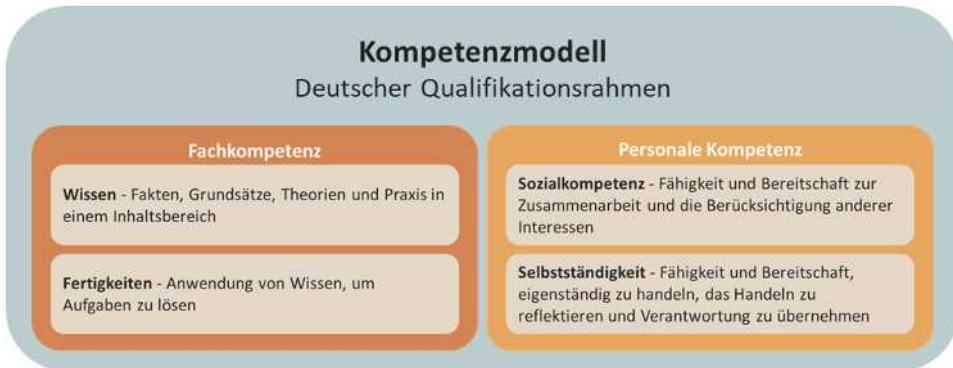 Kompetenzmodell
Deutscher Qualifikationsrahmen
Fachkompetenz
Wissen - Fakten, Grundsätze, Theorien und Praxis in
einem Inhaltsbereich
Fertigkeiten - Anwendung von Wissen, um
Aufgaben zu lösen
Personale Kompetenz
Sozialkompetenz - Fähigkeit und Bereitschaft zur
Zusammenarbeit und die Berücksichtigung anderer
Interessen
Selbstständigkeit - Fähigkeit und Bereitschaft,
eigenständig zu handeln, das Handeln zu
reflektieren und Verantwortung zu übernehmen